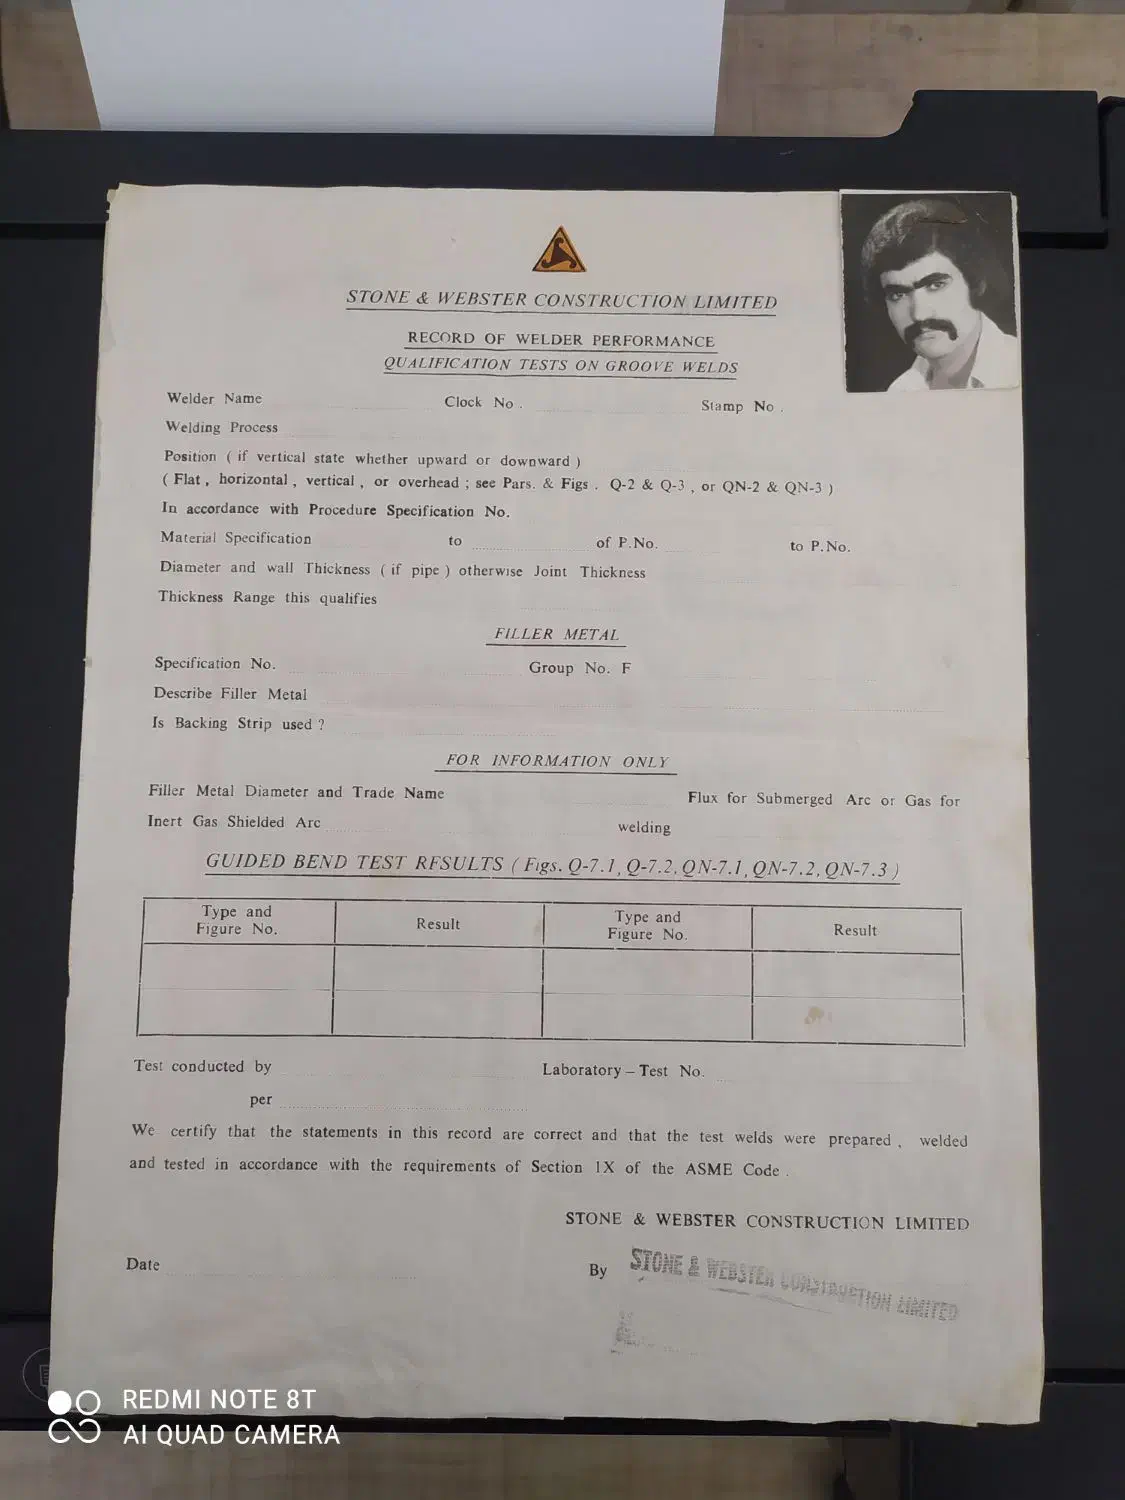 STONE & WEBSTER CONSTRUCTION LIMITED
RECORD OF WELDER PERFORMANCE
QUALIFICATION TESTS ON GROOVE WELDS
Welder Name Clock No. Stamp No.
Welding Process
Position ( if vertical state whether upward or downward )
( Flat, horizontal, vertical, or overhead ; see Pars. & Figs. Q-2 & Q-3, or QN-2 & QN-3 )
In accordance with Procedure Specification No.
Material Specification to of P.No. to P.No.
Diameter and wall Thickness ( if pipe ) otherwise Joint Thickness
Thickness Range this qualifies
FILLER METAL
Specification No. Group No. F
Describe Filler Metal
Is Backing Strip used ?
FOR INFORMATION ONLY
Filler Metal Diameter and Trade Name Flux for Submerged Arc or Gas for
Inert Gas Shielded Arc welding
GUIDED BEND TEST RFSULTS ( Figs. Q-7.1, Q-7.2, QN-7.1, QN-7.2, QN-7.3 )
Type and Figure No. Result Type and Figure No. Result
Test conducted by Laboratory – Test No.
per
We certify that the statements in this record are correct and that the test welds were prepared, welded
and tested in accordance with the requirements of Section 1X of the ASME Code.
STONE & WEBSTER CONSTRUCTION LIMITED
Date By STONE & WEBSTER CONSTRUCTION LIMITED
REDMI NOTE 8T
AI QUAD CAMERA